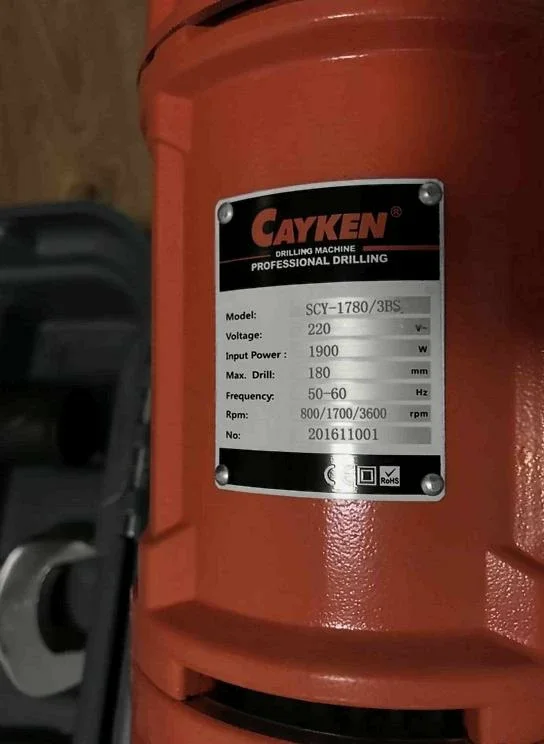 CAYKEN®
DRILLING MACHINE
PROFESSIONAL DRILLING
Model: SCY-1780/3BS
Voltage: 220 V~
Input Power : 1900 W
Max. Drill: 180 mm
Frequency: 50-60 Hz
Rpm: 800/1700/3600 rpm
No: 201611001
CE RoHS